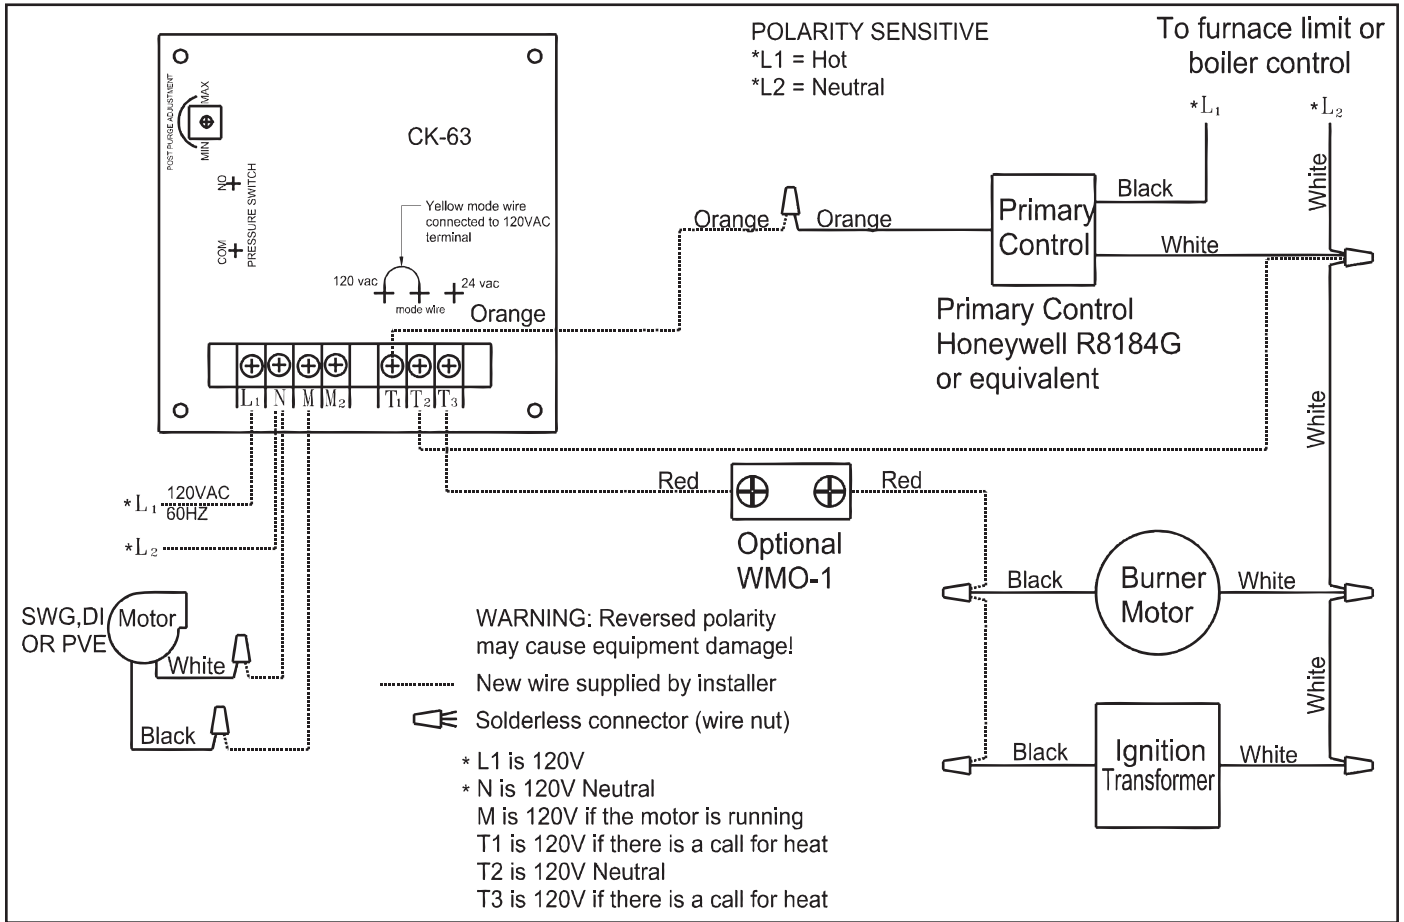 POLARITY SENSITIVE
*L1 = Hot
*L2 = Neutral
To furnace limit or
boiler control
*L1
*L2
POST PURGE ADJUSTMENT
MIN
MAX
CK-63
NO
COM
PRESSURE SWITCH
Yellow mode wire
connected to 120VAC
terminal
120 vac
24 vac
mode wire
Orange
Orange
Orange
Primary
Control
Black
White
White
Primary Control
Honeywell R8184G
or equivalent
L1 N M M2 T1 T2 T3
White
*L1 120VAC
60HZ
*L2
Red
Red
Optional
WMO-1
SWG,DI
OR PVE
Motor
White
Black
Black
Burner
Motor
White
White
Black
Ignition
Transformer
White
WARNING: Reversed polarity
may cause equipment damage!
New wire supplied by installer
Solderless connector (wire nut)
* L1 is 120V
* N is 120V Neutral
M is 120V if the motor is running
T1 is 120V if there is a call for heat
T2 is 120V Neutral
T3 is 120V if there is a call for heat